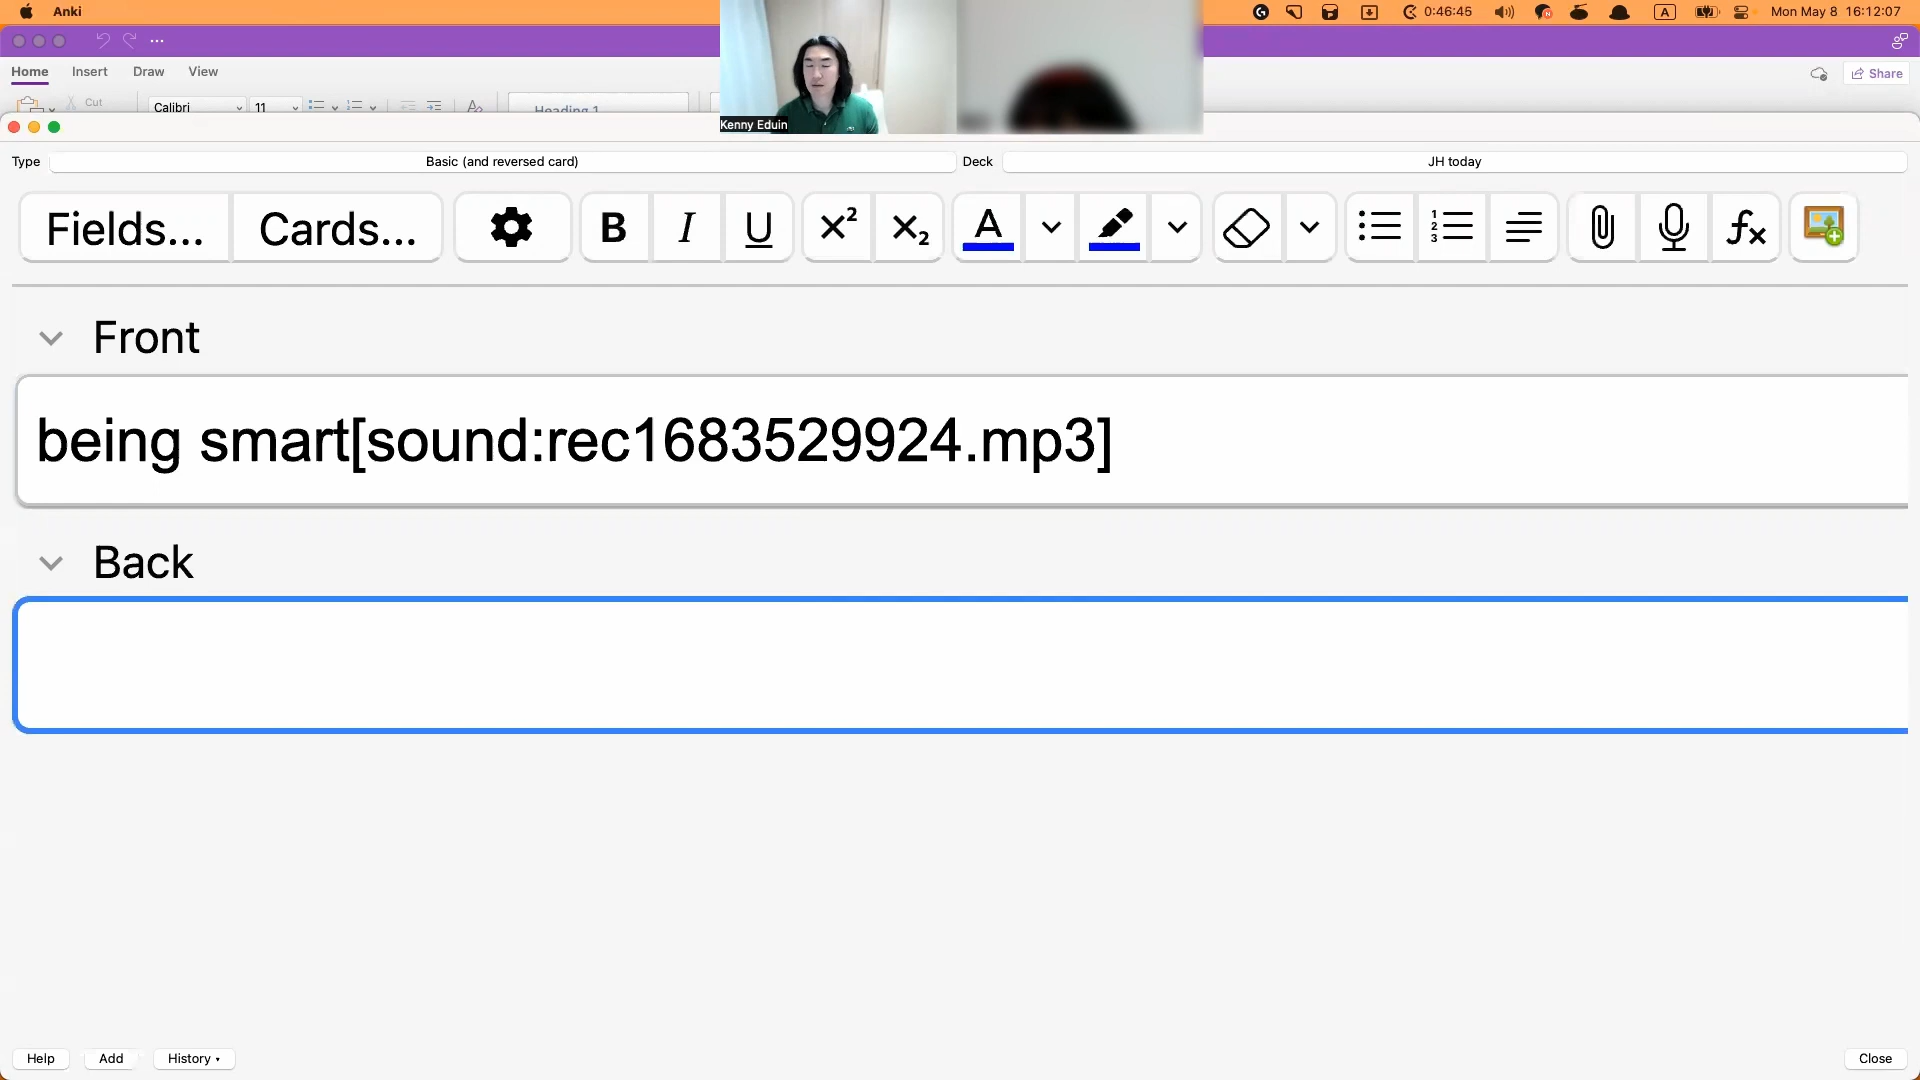 Anki
0:46:45
A
Mon May 8 16:12:07
Home
Insert
Draw
View
Share
Cut
Calibri
11
Heading 1
Kenny Eduin
Type
Basic (and reversed card)
Deck
JH today
Fields...
Cards...
Front
being smart[sound:rec1683529924.mp3]
Back
Help
Add
History
Close